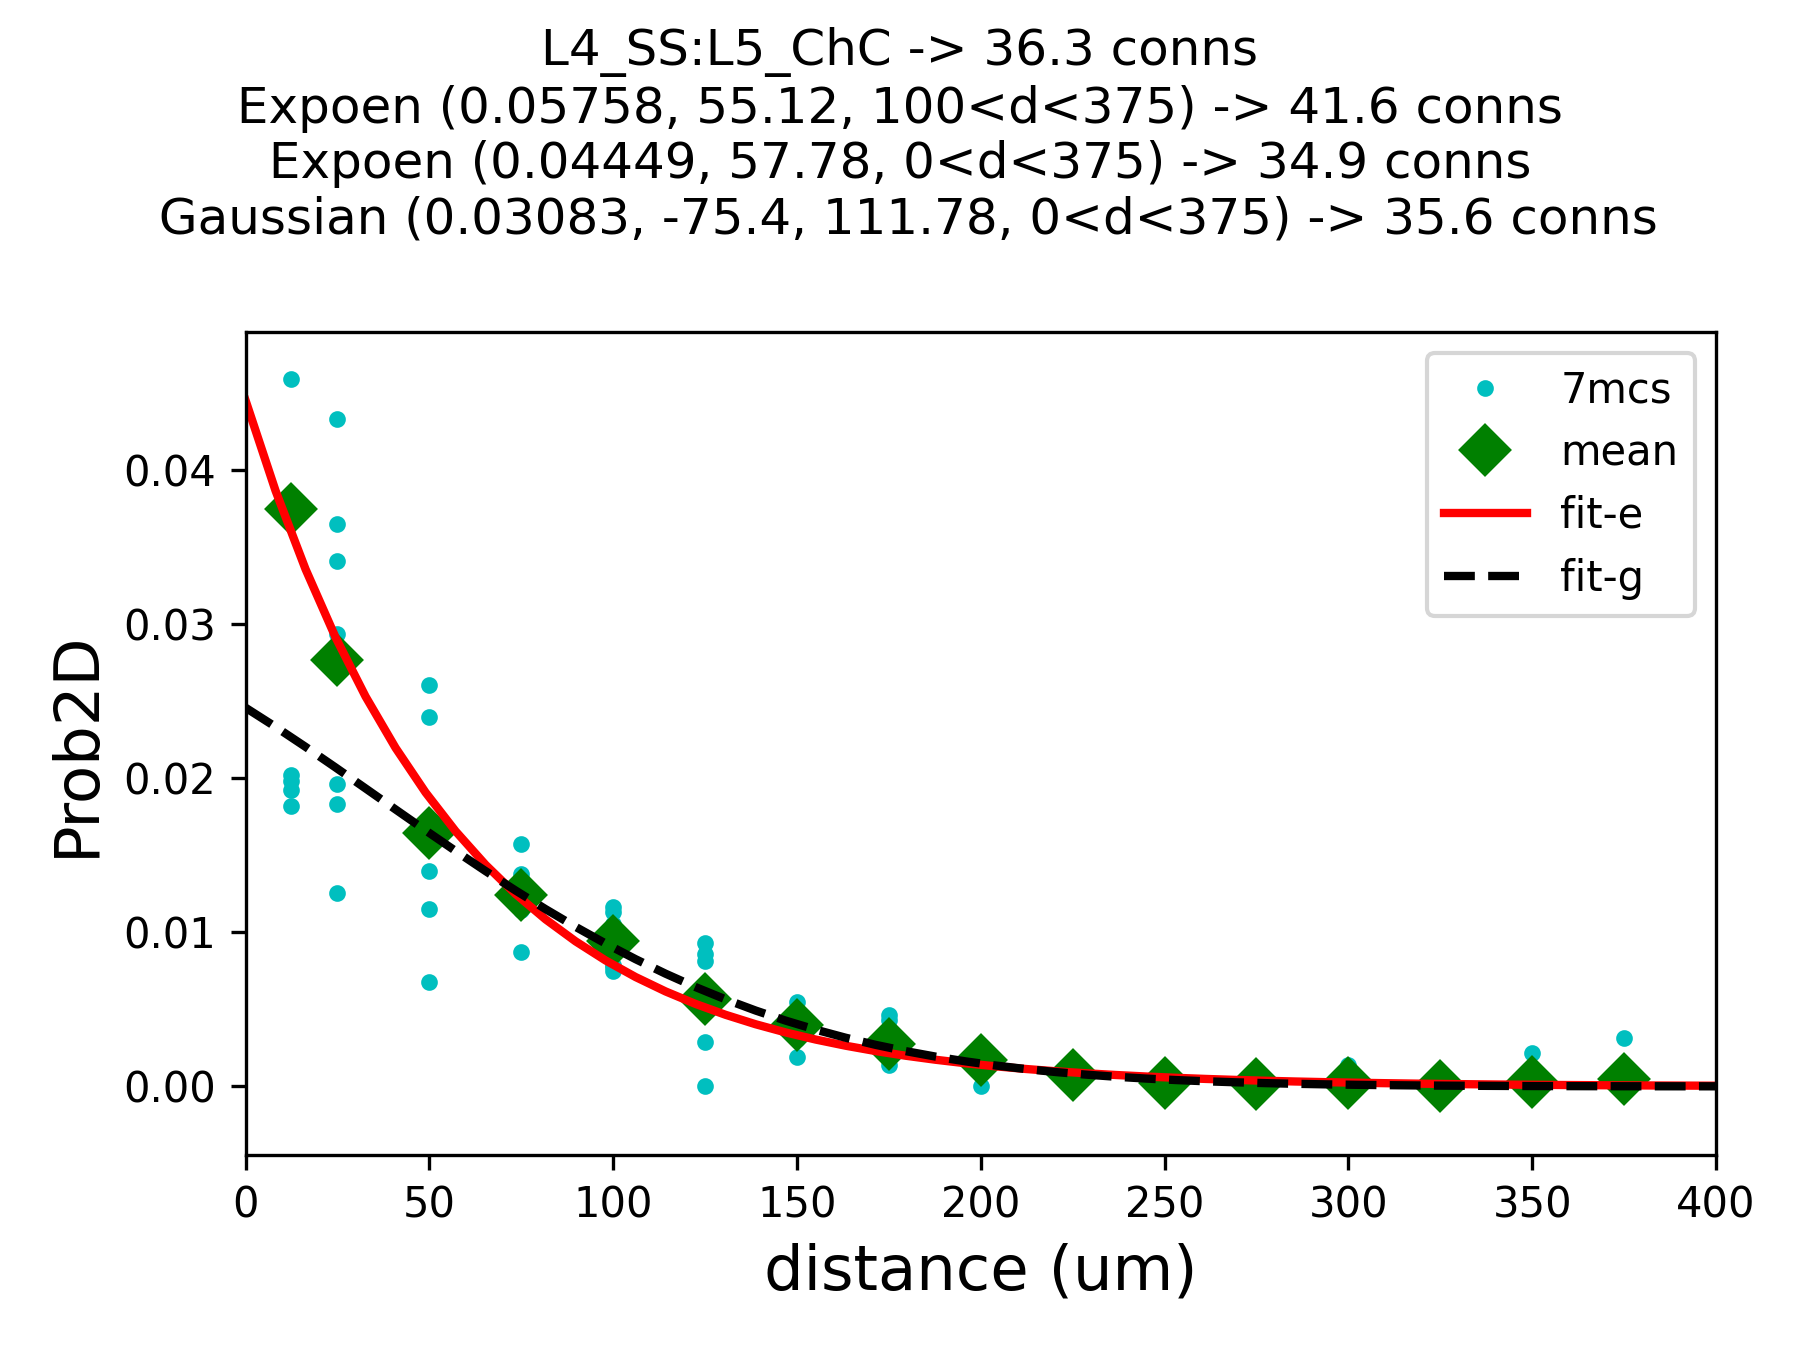 L4_SS:L5_ChC -> 36.3 conns
Expoen (0.05758, 55.12, 100<d<375) -> 41.6 conns
Expoen (0.04449, 57.78, 0<d<375) -> 34.9 conns
Gaussian (0.03083, -75.4, 111.78, 0<d<375) -> 35.6 conns
7mcs
mean
fit-e
fit-g
Prob2D
0.04
0.03
0.02
0.01
0.00
0 50 100 150 200 250 300 350 400
distance (um)